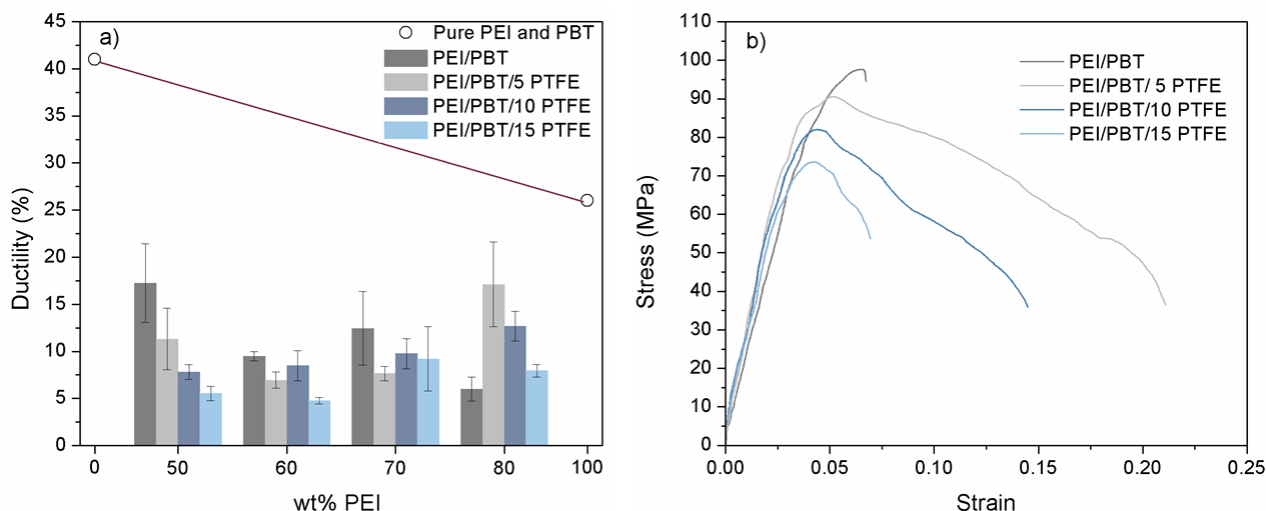 a)
Pure PEI and PBT
PEI/PBT
PEI/PBT/5 PTFE
PEI/PBT/10 PTFE
PEI/PBT/15 PTFE
Ductility (%)
45
40
35
30
25
20
15
10
5
0
0 50 60 70 80 100
wt% PEI
b)
PEI/PBT
PEI/PBT/ 5 PTFE
PEI/PBT/10 PTFE
PEI/PBT/15 PTFE
Stress (MPa)
110
100
90
80
70
60
50
40
30
20
10
0
0.00 0.05 0.10 0.15 0.20 0.25
Strain